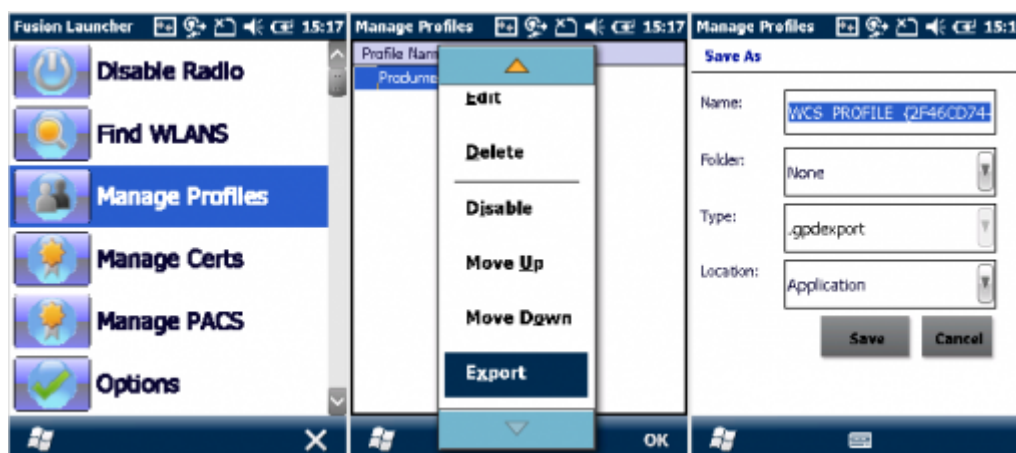 Fusion Launcher 15:17
Disable Radio
Find WLANS
Manage Profiles
Manage Certs
Manage PACS
Options
Manage Profiles 15:17
Profile Nam
Produme
Edit
Delete
Disable
Move Up
Move Down
Export
OK
Manage Profiles 15:1
Save As
Name:
WCS PROFILE {2F46CD74-
Folder:
None
Type:
.gpdexport
Location:
Application
Save Cancel